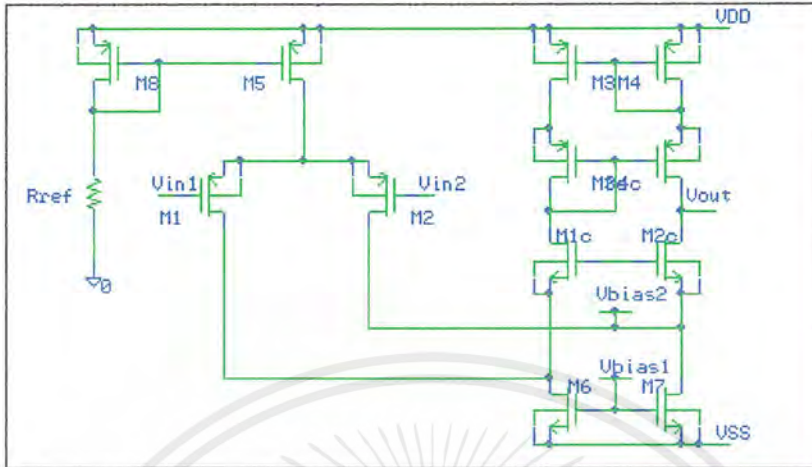 VDD
M8
M5
M3 M4
Rref
Vin1
Vin2
M4c
Vout
M1
M2
M1c
M2c
0
Vbias2
Vbias1
M6
M7
VSS